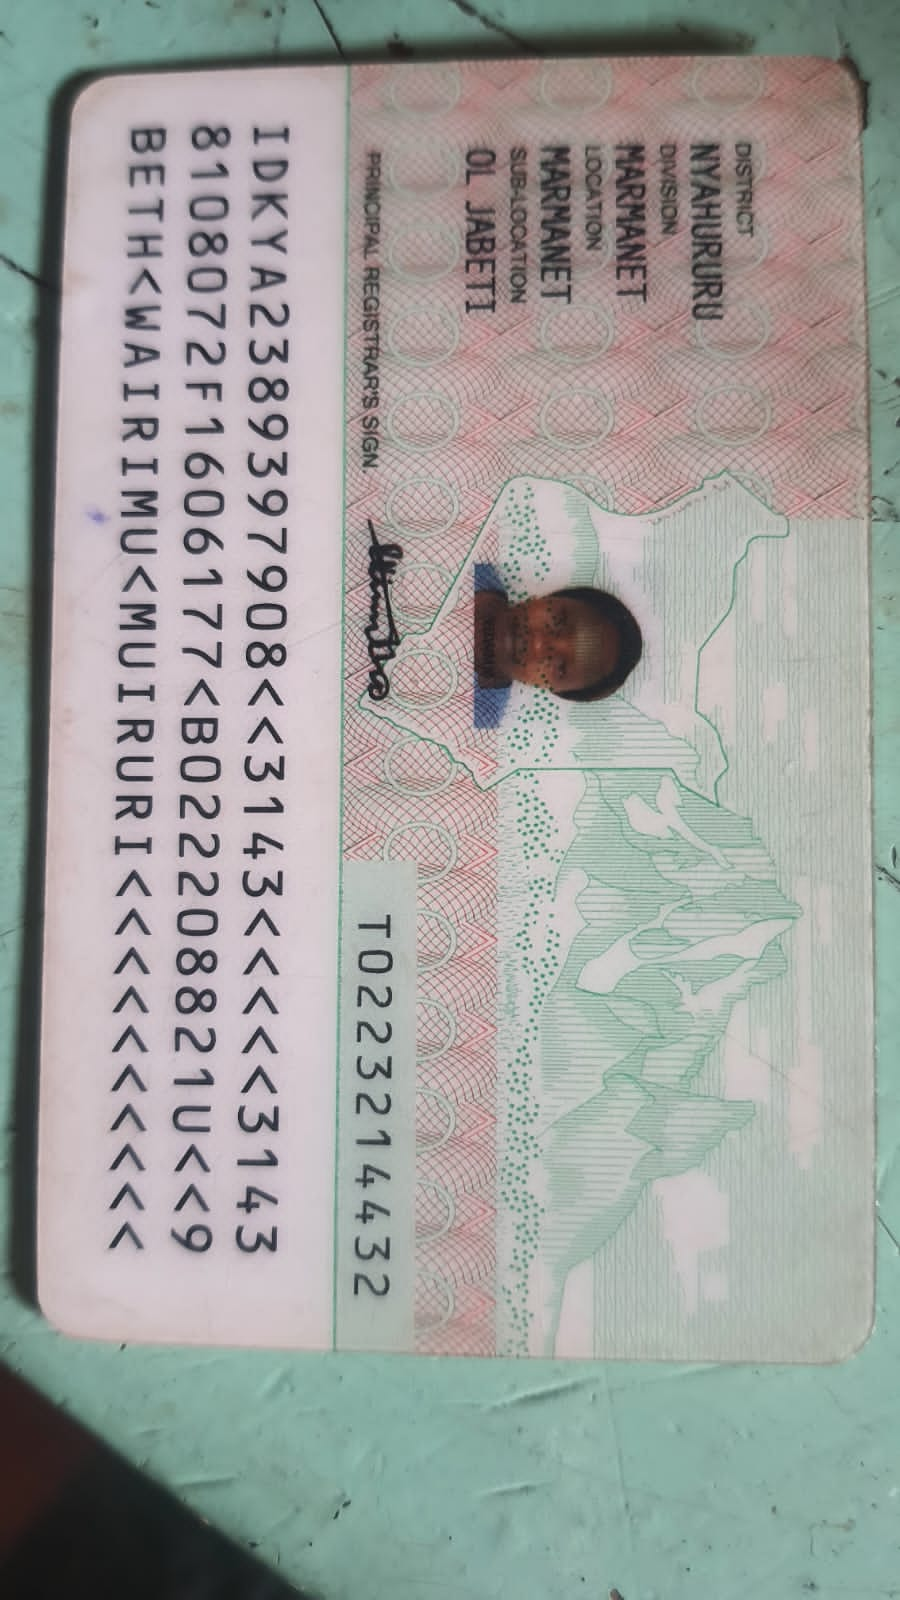 DISTRICT
NYAHURURU
DIVISION
MARMANET
LOCATION
MARMANET
SUB-LOCATION
OL JABETI
PRINCIPAL REGISTRAR'S SIGN.
T0223214432
IDKYA2389397908<<3143<<<<<3143
8108072F1606177<B022208821U<<9
BETH<WAIRIMU<MUIRURI<<<<<<<<<<